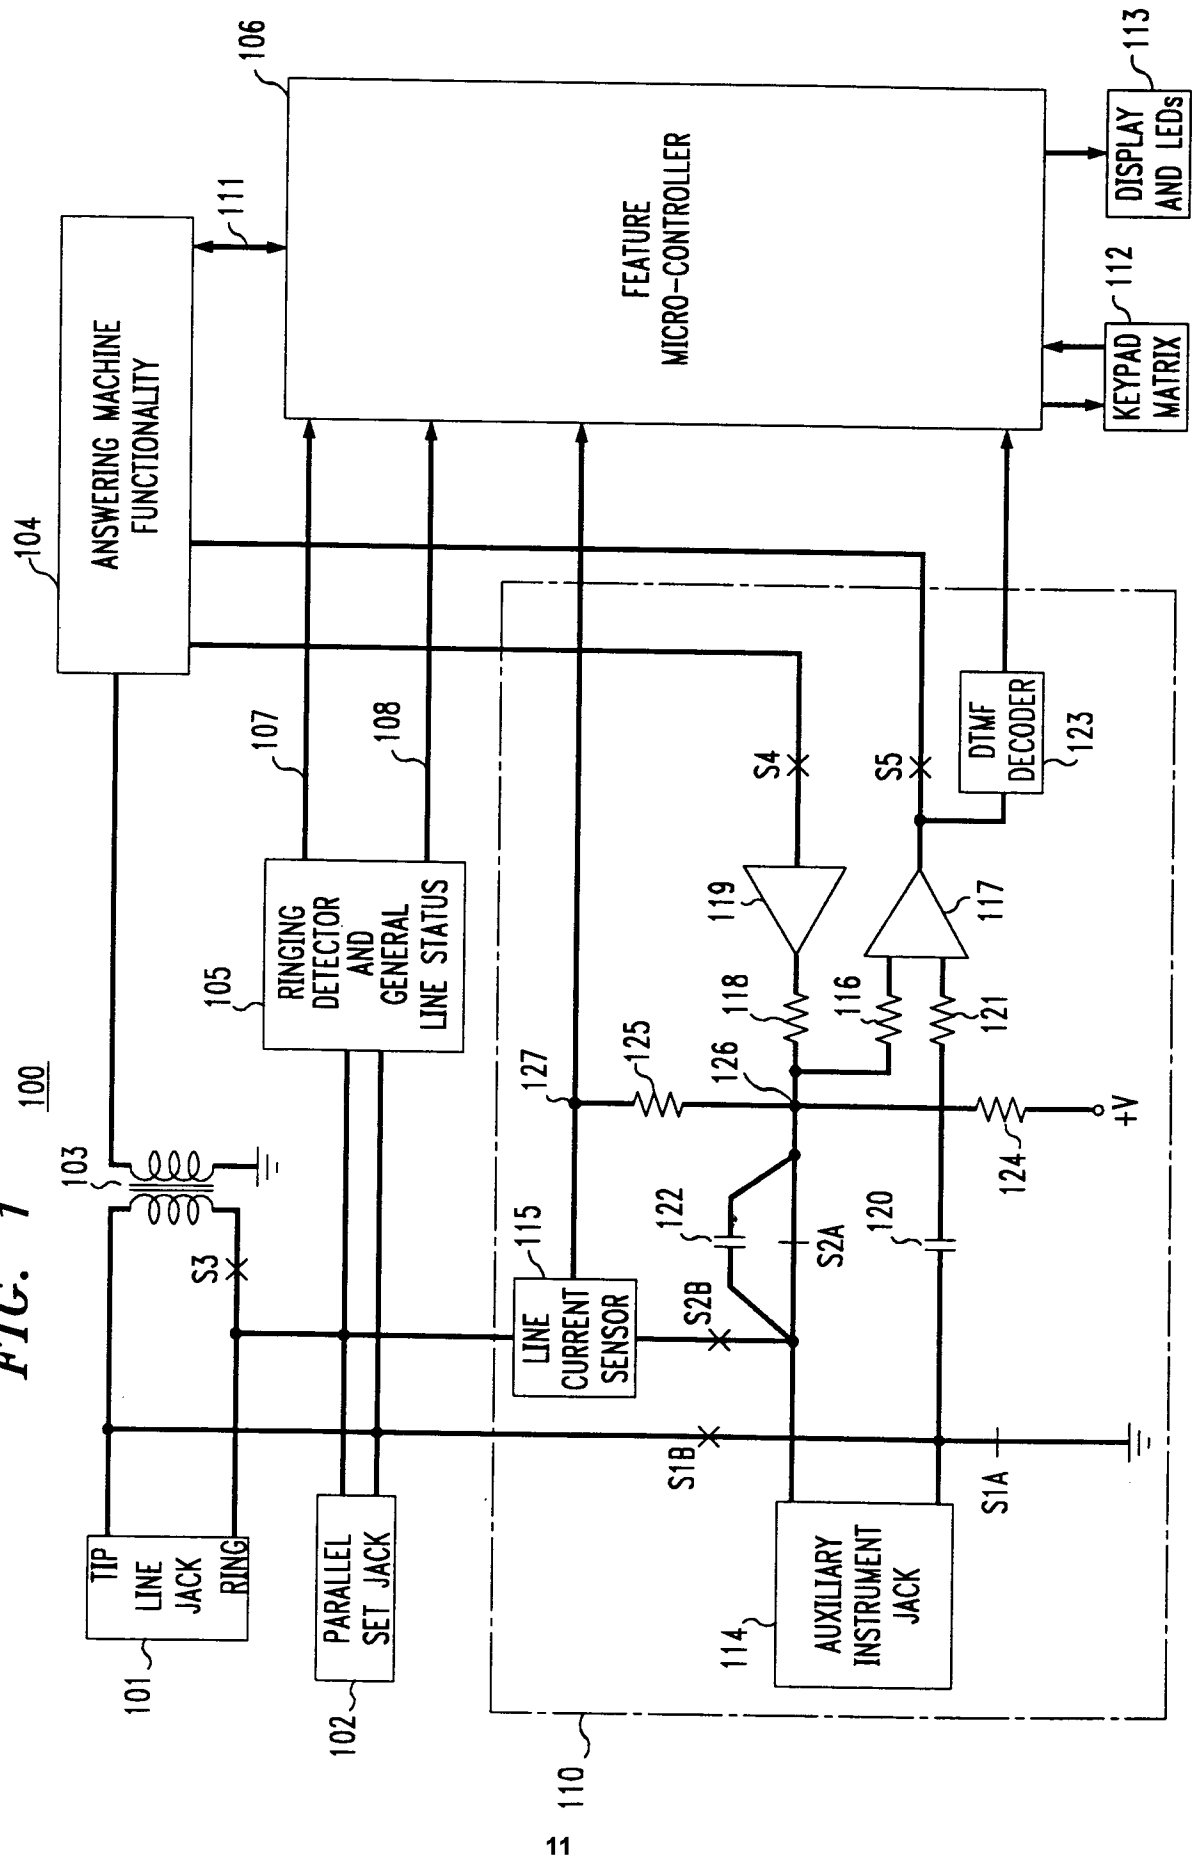 FIG. 1
100
101
TIP
LINE
JACK
RING
102
PARALLEL
SET JACK
103
S3
104
ANSWERING MACHINE
FUNCTIONALITY
105
RINGING
DETECTOR
AND
GENERAL
LINE STATUS
107
108
111
106
FEATURE
MICRO-CONTROLLER
110
114
AUXILIARY
INSTRUMENT
JACK
115
LINE
CURRENT
SENSOR
S1B
S1A
S2B
S2A
122
120
127
125
126
124
+V
118
116
121
119
117
S4
S5
DTMF
DECODER
123
KEYPAD
MATRIX
112
DISPLAY
AND LEDs
113
11